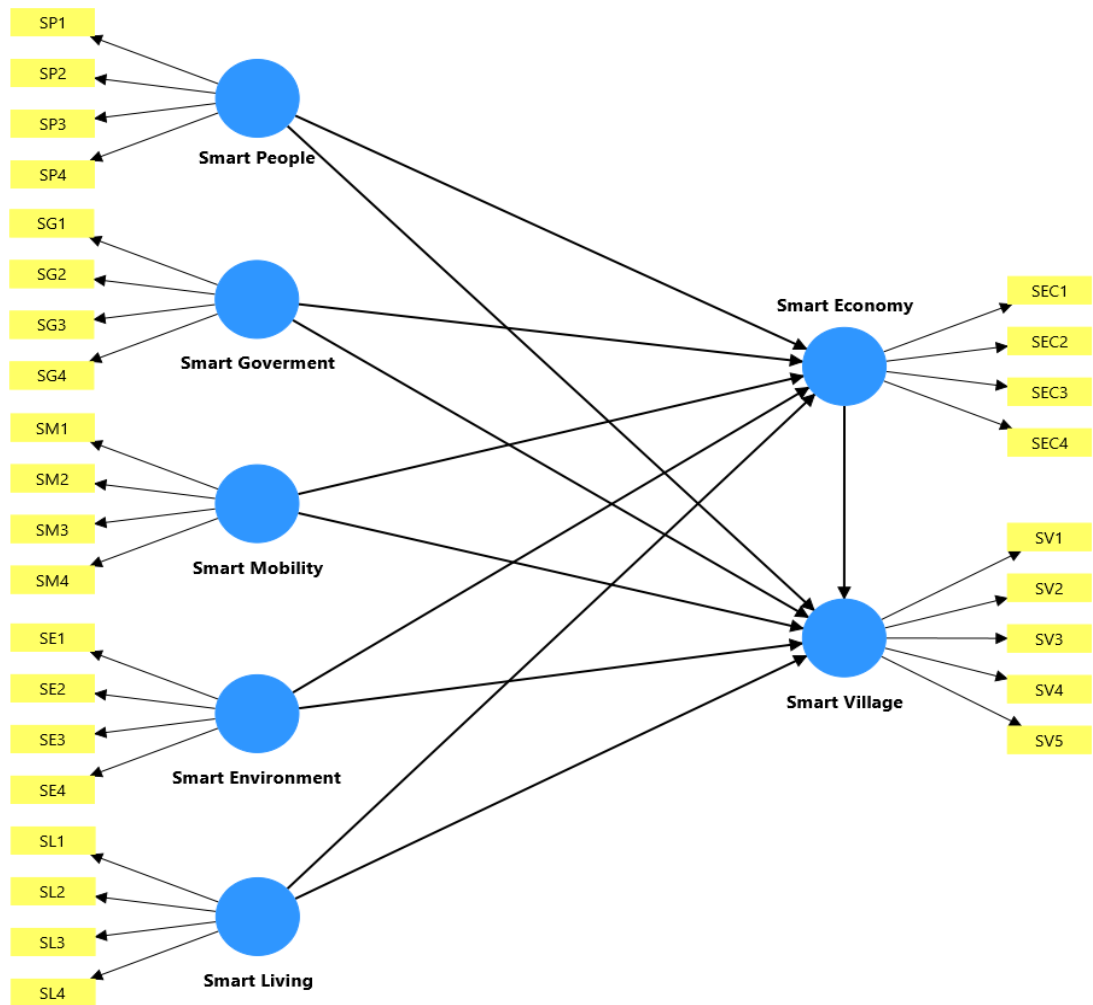 SP1
SP2
SP3
SP4
Smart People
SG1
SG2
SG3
SG4
Smart Goverment
SM1
SM2
SM3
SM4
Smart Mobility
SE1
SE2
SE3
SE4
Smart Environment
SL1
SL2
SL3
SL4
Smart Living
Smart Economy
SEC1
SEC2
SEC3
SEC4
SV1
SV2
SV3
SV4
SV5
Smart Village